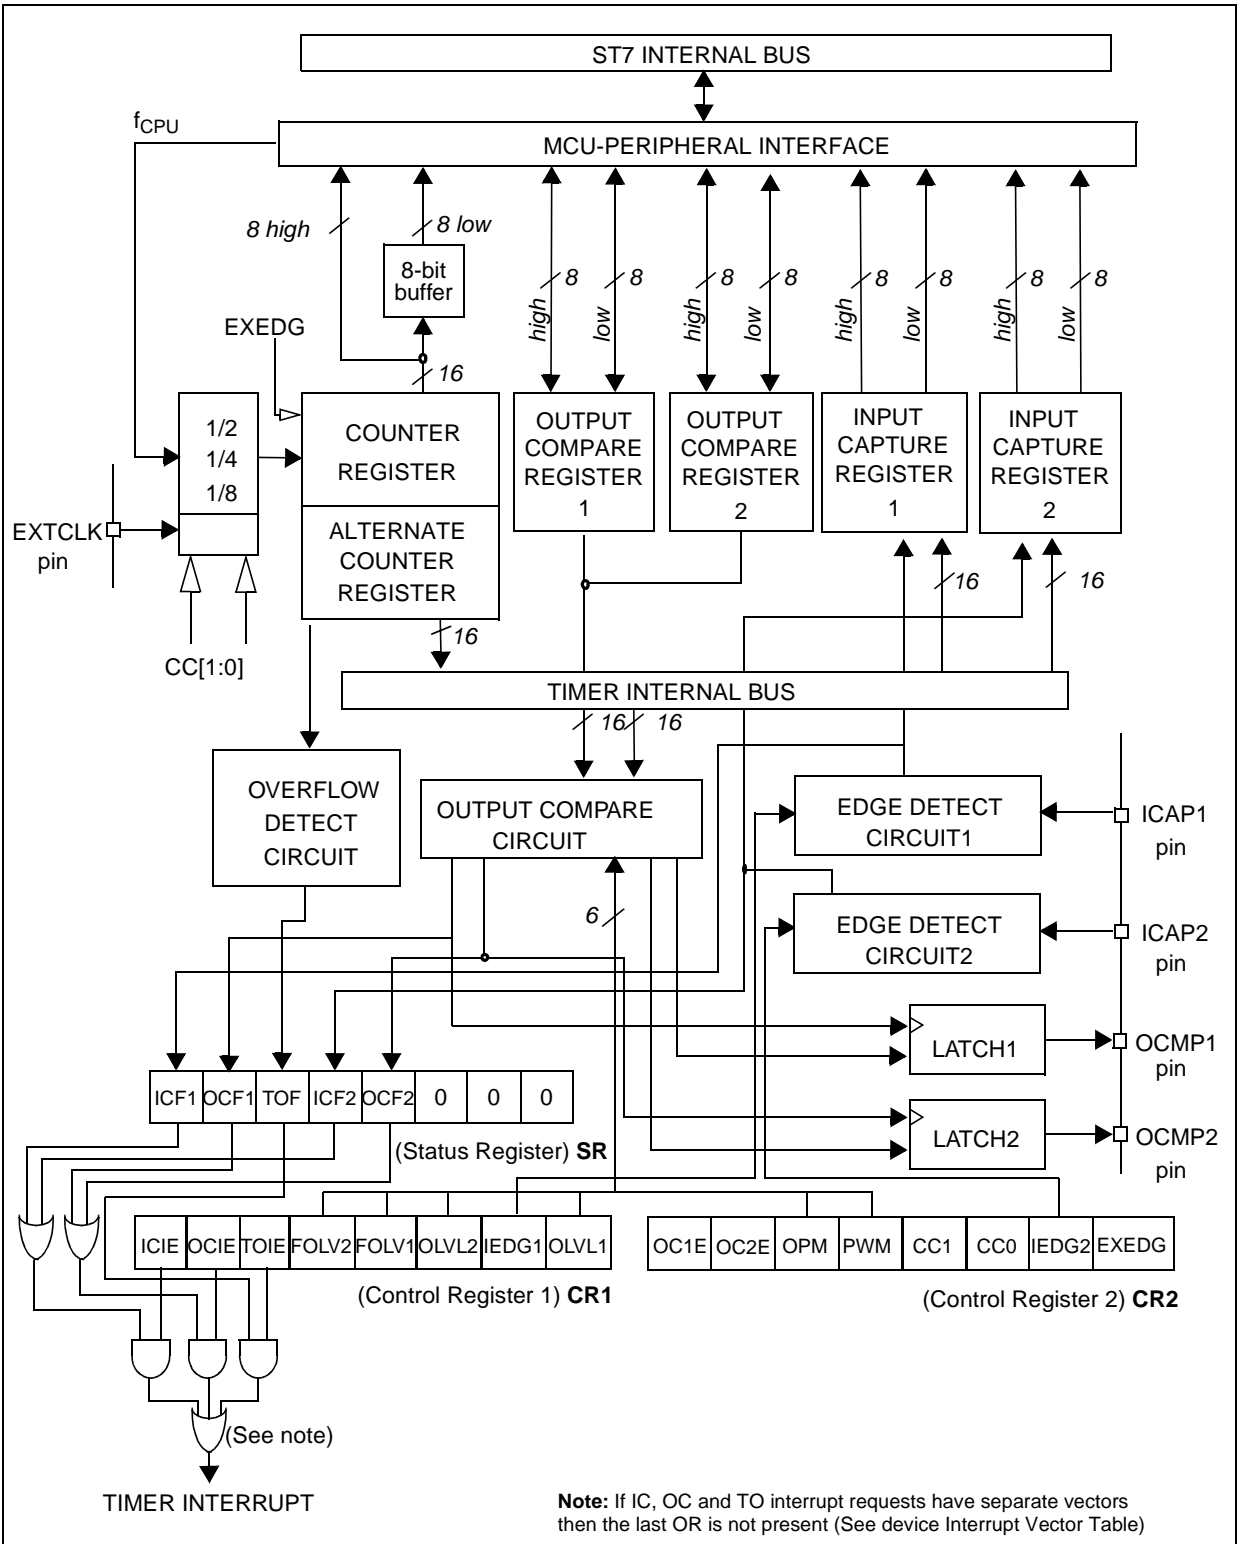 ST7 INTERNAL BUS
fCPU
MCU-PERIPHERAL INTERFACE
8 high
8 low
8-bit
buffer
high
8
low
8
high
8
low
8
high
8
low
8
high
8
low
8
EXEDG
16
1/2
1/4
1/8
COUNTER
REGISTER
OUTPUT
COMPARE
REGISTER
1
OUTPUT
COMPARE
REGISTER
2
INPUT
CAPTURE
REGISTER
1
INPUT
CAPTURE
REGISTER
2
EXTCLK
pin
ALTERNATE
COUNTER
REGISTER
16
16
16
CC[1:0]
TIMER INTERNAL BUS
16
16
OVERFLOW
DETECT
CIRCUIT
OUTPUT COMPARE
CIRCUIT
EDGE DETECT
CIRCUIT1
ICAP1
pin
6
EDGE DETECT
CIRCUIT2
ICAP2
pin
LATCH1
OCMP1
pin
ICF1 OCF1 TOF ICF2 OCF2 0 0 0
(Status Register) SR
LATCH2
OCMP2
pin
ICIE OCIE TOIE FOLV2 FOLV1 OLVL2 IEDG1 OLVL1
OC1E OC2E OPM PWM CC1 CC0 IEDG2 EXEDG
(Control Register 1) CR1
(Control Register 2) CR2
(See note)
TIMER INTERRUPT
Note: If IC, OC and TO interrupt requests have separate vectors
then the last OR is not present (See device Interrupt Vector Table)